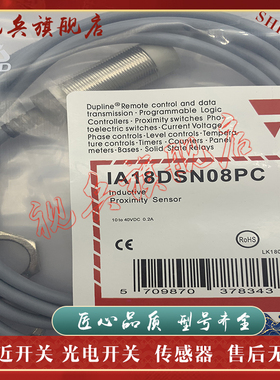 兵旗舰店
Dupline® Remote control and data
transmission - Programmable Logic
Controllers - Proximity switches - Pho-
toelectric switches - Current Voltage
Phase controls - Level controls - Tempera-
ture controls - Timers - Counters - Panel
meters - Bases - Solid State Relays
IA18DSN08PC
Inductive
Proximity Sensor
10 to 40VDC 0.2A
CE
RoHS
LK180
5 709870 378343
匠心品质 型号齐全
近开关 光电开关 传感器 售后无